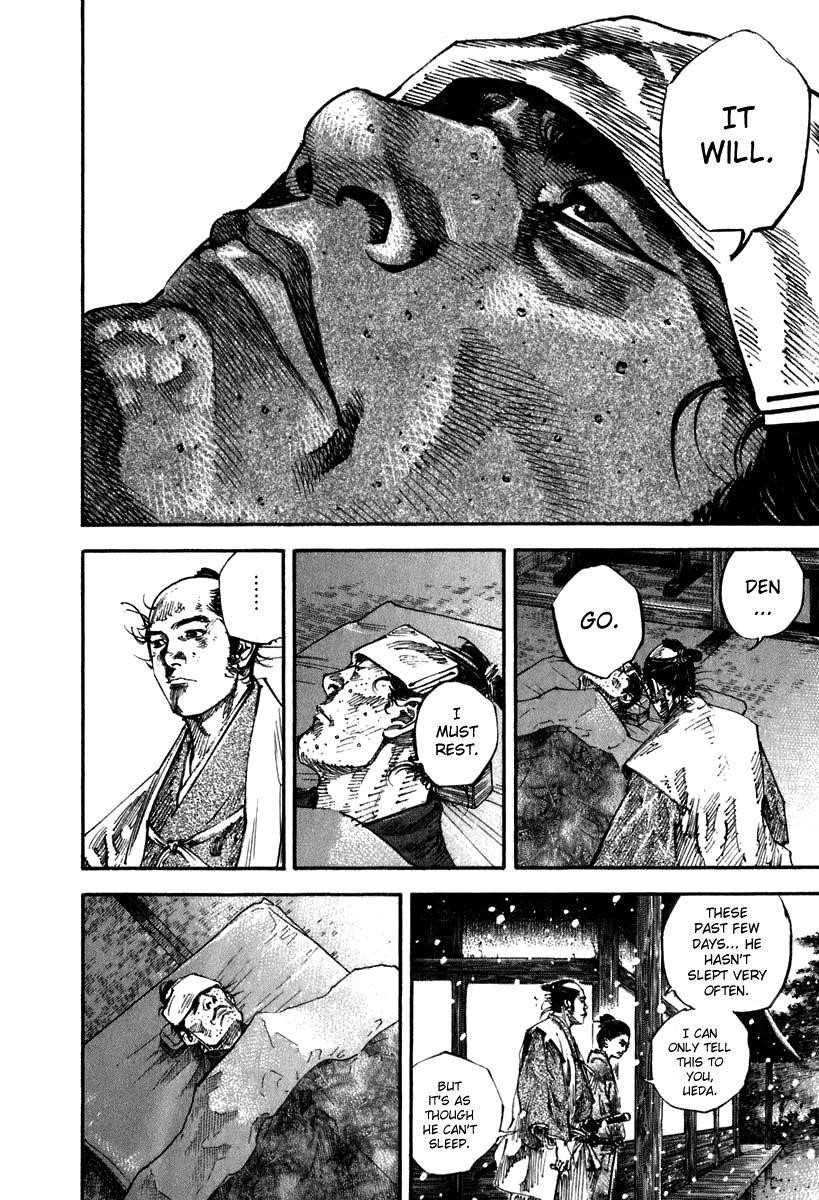 IT
WILL.
DEN
...
GO.
I
MUST
REST.
......
THESE
PAST FEW
DAYS... HE
HASN'T
SLEPT VERY
OFTEN.
I CAN
ONLY TELL
THIS TO
YOU,
UEDA.
BUT
IT'S AS
THOUGH
HE CAN'T
SLEEP.